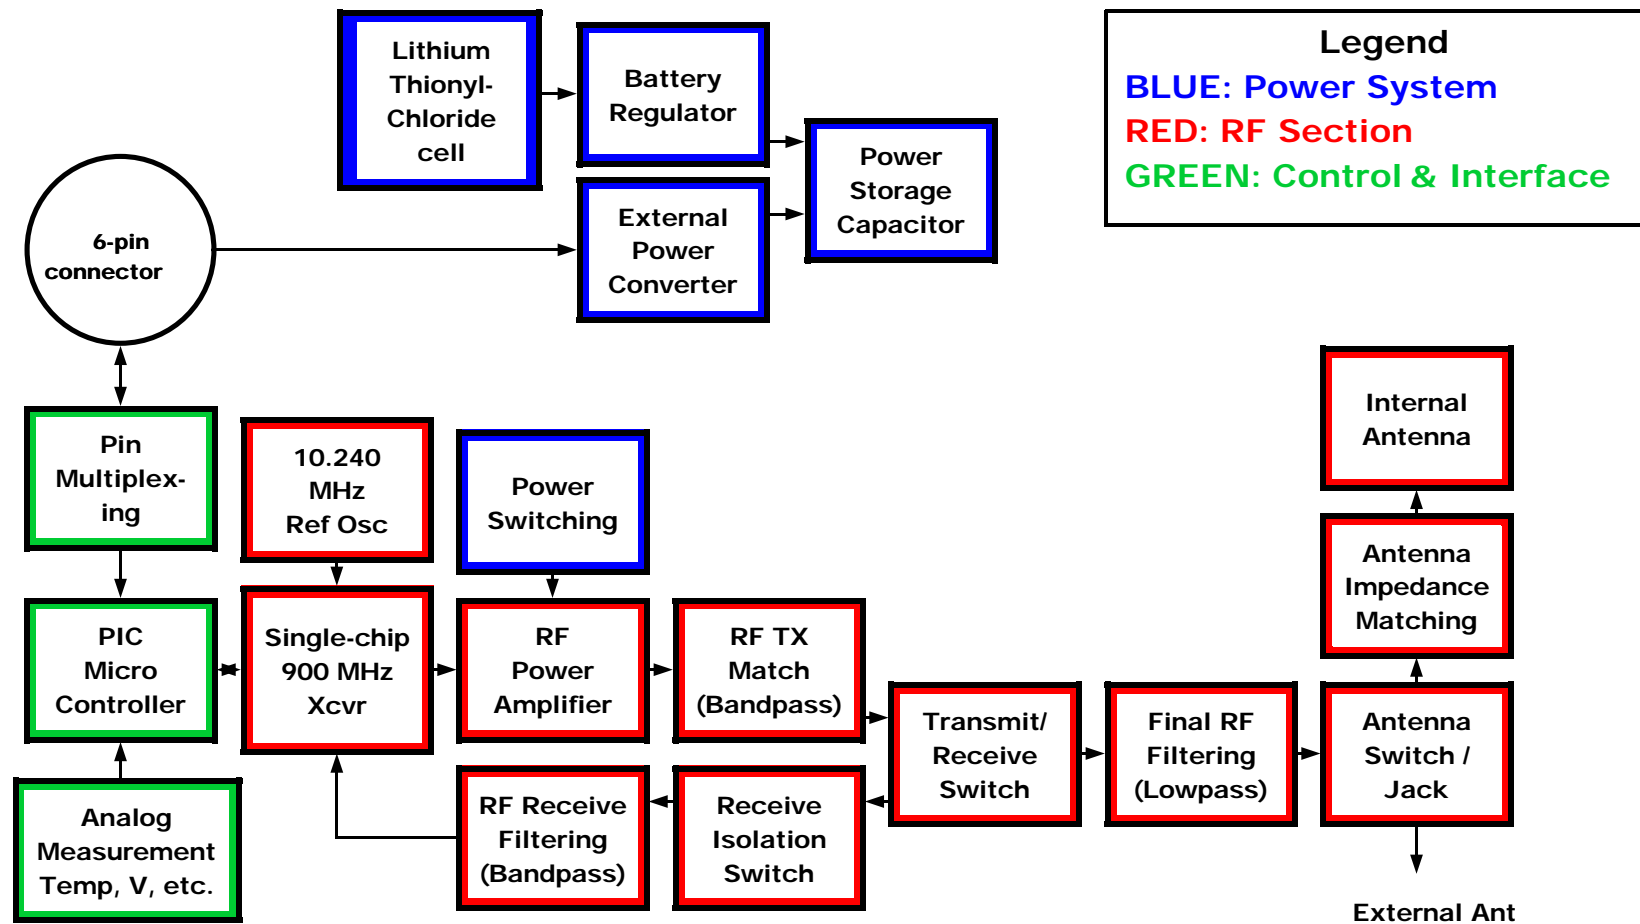 Lithium
Thionyl-
Chloride
cell
Battery
Regulator
Power
Storage
Capacitor
External
Power
Converter
Legend
BLUE: Power System
RED: RF Section
GREEN: Control & Interface
6-pin
connector
Pin
Multiplex-
ing
10.240
MHz
Ref Osc
Power
Switching
Internal
Antenna
Antenna
Impedance
Matching
PIC
Micro
Controller
Single-chip
900 MHz
Xcvr
RF
Power
Amplifier
RF TX
Match
(Bandpass)
Transmit/
Receive
Switch
Final RF
Filtering
(Lowpass)
Antenna
Switch /
Jack
Analog
Measurement
Temp, V, etc.
RF Receive
Filtering
(Bandpass)
Receive
Isolation
Switch
External Ant